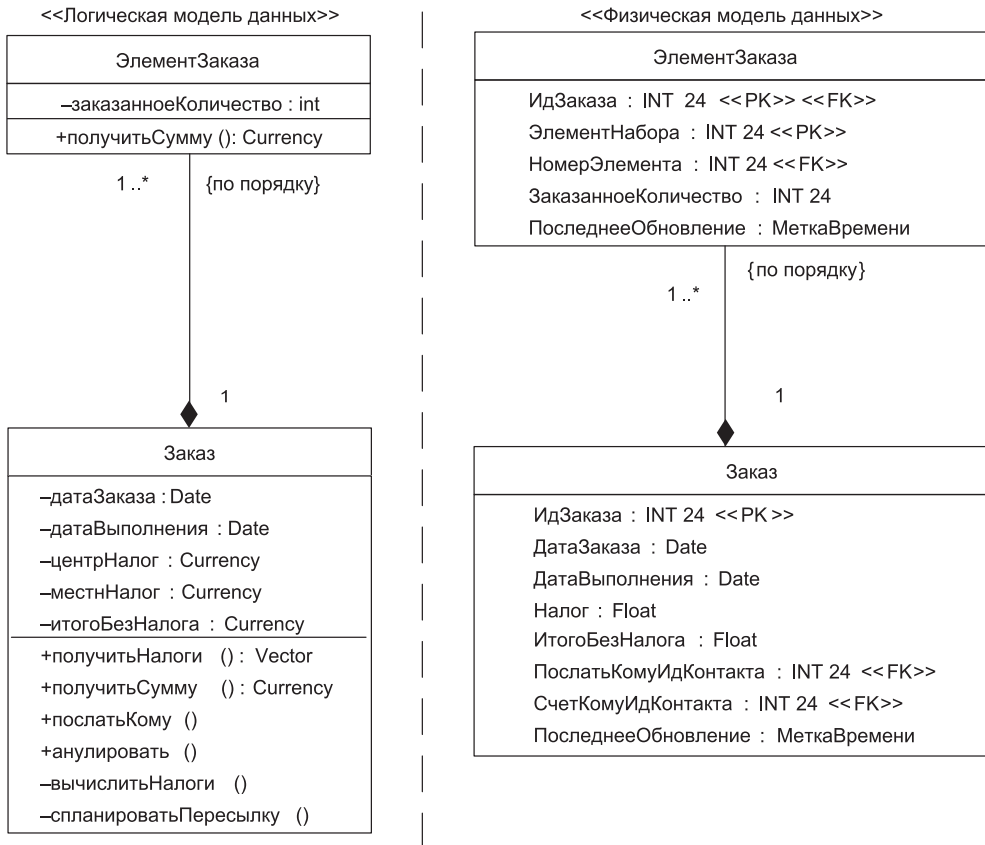 <<Логическая модель данных>>
ЭлементЗаказа
–заказанноеКоличество : int
+получитьСумму (): Currency
1 ..*
{по порядку}
1
Заказ
–датаЗаказа : Date
–датаВыполнения : Date
–центрНалог : Currency
–местнНалог : Currency
–итогоБезНалога : Currency
+получитьНалоги () : Vector
+получитьСумму () : Currency
+послатьКому ()
+анулировать ()
–вычислитьНалоги ()
–спланироватьПересылку ()
<<Физическая модель данных>>
ЭлементЗаказа
ИдЗаказа : INT 24 <<PK>> <<FK>>
ЭлементНабора : INT 24 <<PK>>
НомерЭлемента : INT 24 <<FK>>
ЗаказанноеКоличество : INT 24
ПоследнееОбновление : МеткаВремени
{по порядку}
1 ..*
1
Заказ
ИдЗаказа : INT 24 <<PK>>
ДатаЗаказа : Date
ДатаВыполнения : Date
Налог : Float
ИтогоБезНалога : Float
ПослатьКомуИдКонтакта : INT 24 <<FK>>
СчетКомуИдКонтакта : INT 24 <<FK>>
ПоследнееОбновление : МеткаВремени